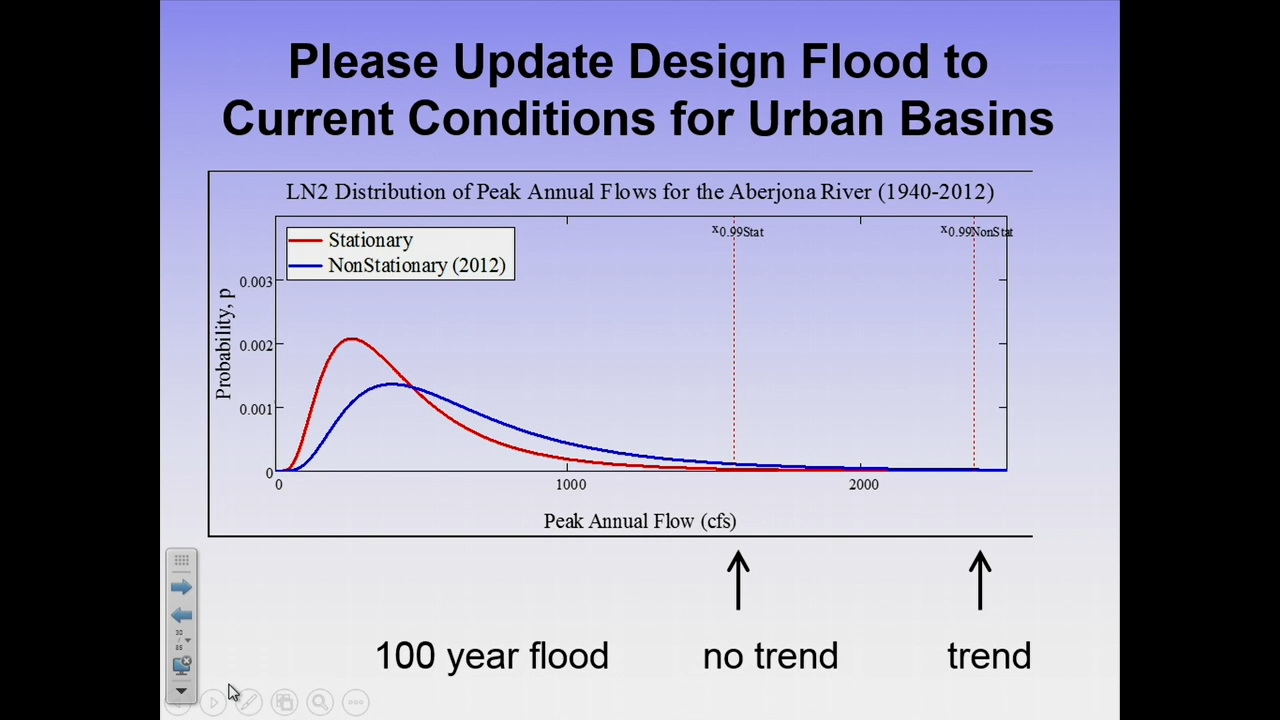 Please Update Design Flood to
Current Conditions for Urban Basins
LN2 Distribution of Peak Annual Flows for the Aberjona River (1940-2012)
x0.99Stat
x0.99NonStat
Stationary
NonStationary (2012)
Probability, p
0.003
0.002
0.001
0
0
1000
2000
Peak Annual Flow (cfs)
100 year flood
no trend
trend